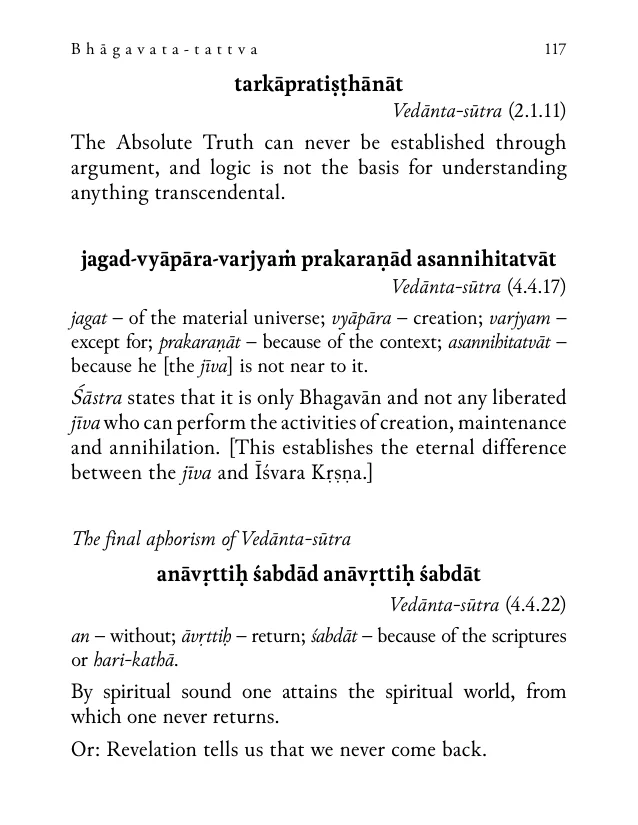 Bhāgavata-tattva 117
tarkāpratiṣṭhānāt
Vedānta-sūtra (2.1.11)
The Absolute Truth can never be established through
argument, and logic is not the basis for understanding
anything transcendental.
jagad-vyāpāra-varjyaṁ prakaraṇād asannihitatvāt
Vedānta-sūtra (4.4.17)
jagat – of the material universe; vyāpāra – creation; varjyam –
except for; prakaraṇāt – because of the context; asannihitatvāt –
because he [the jīva] is not near to it.
Śāstra states that it is only Bhagavān and not any liberated
jīva who can perform the activities of creation, maintenance
and annihilation. [This establishes the eternal difference
between the jīva and Īśvara Kṛṣṇa.]
The final aphorism of Vedānta-sūtra
anāvṛttiḥ śabdād anāvṛttiḥ śabdāt
Vedānta-sūtra (4.4.22)
an – without; āvṛttiḥ – return; śabdāt – because of the scriptures
or hari-kathā.
By spiritual sound one attains the spiritual world, from
which one never returns.
Or: Revelation tells us that we never come back.